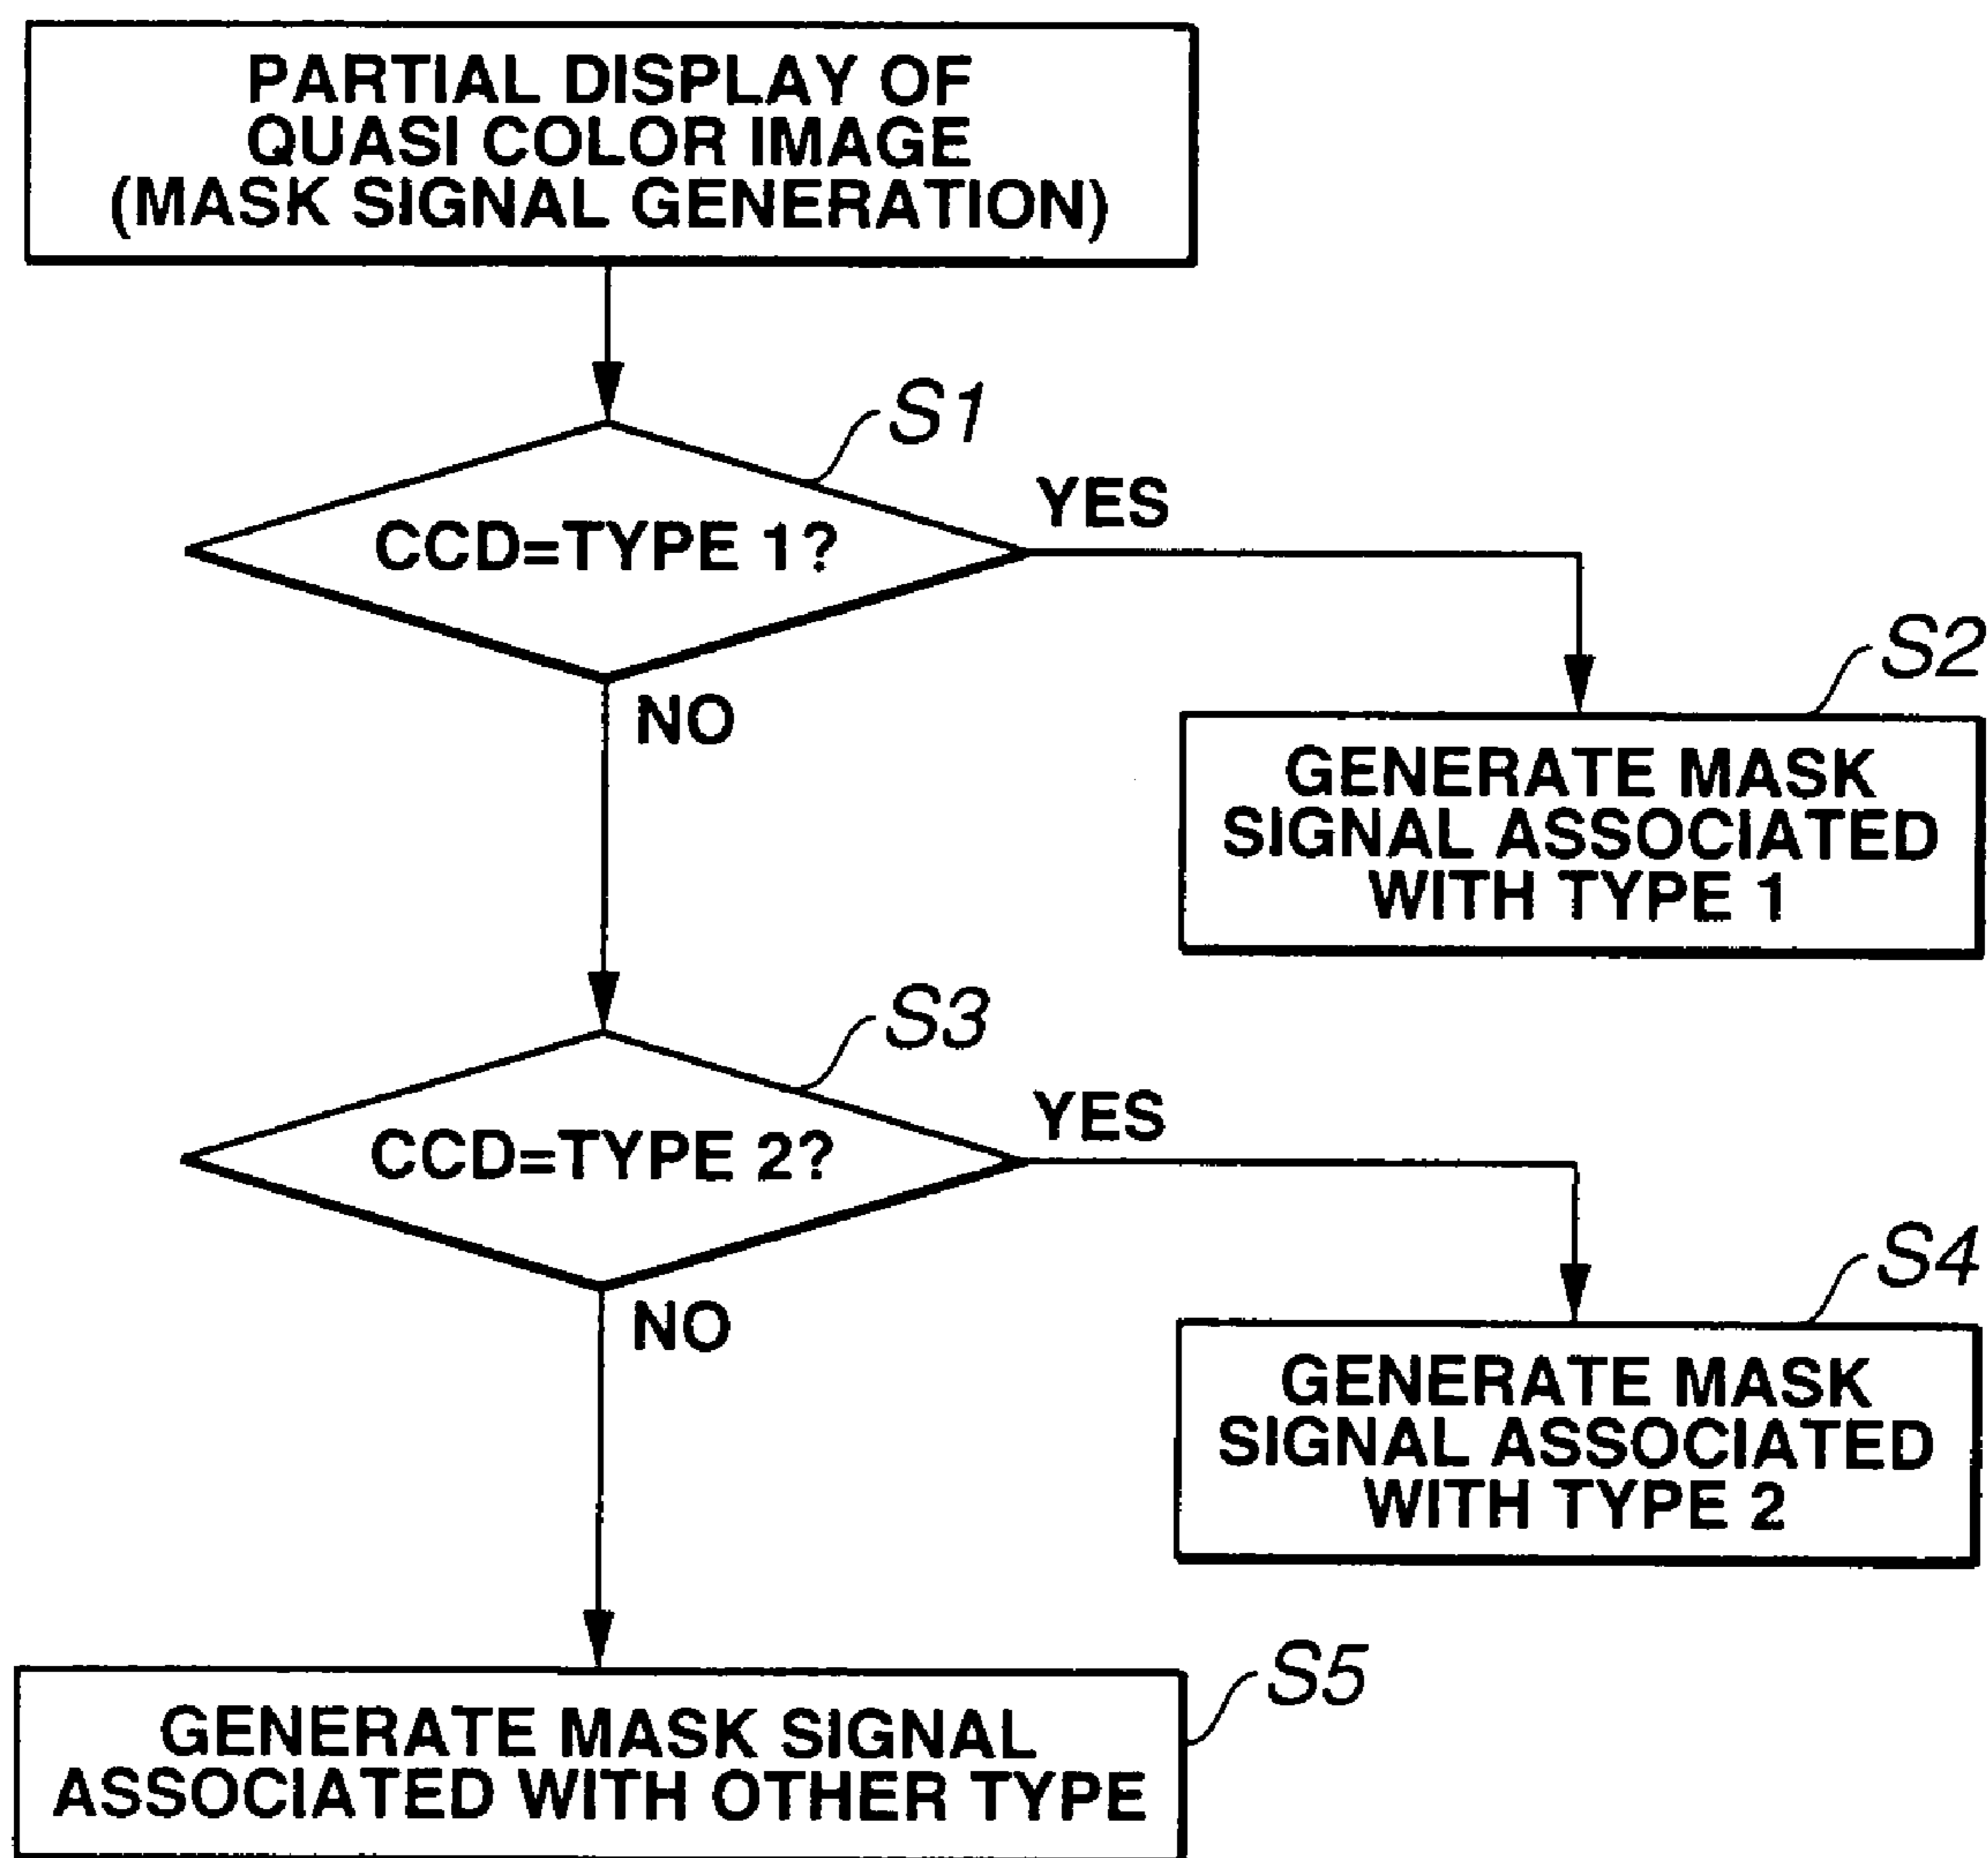 PARTIAL DISPLAY OF
QUASI COLOR IMAGE
(MASK SIGNAL GENERATION)
S1
CCD=TYPE 1?
YES
NO
S2
GENERATE MASK
SIGNAL ASSOCIATED
WITH TYPE 1
S3
CCD=TYPE 2?
YES
NO
S4
GENERATE MASK
SIGNAL ASSOCIATED
WITH TYPE 2
S5
GENERATE MASK SIGNAL
ASSOCIATED WITH OTHER TYPE